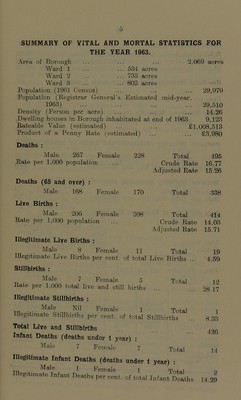 5
SUMMARY OF VITAL AND MORTAL STATISTICS FOR
THE YEAR 1963.
Area of Borough ... ... ... ... 2,069 acres
Ward 1 ... 534 acres
Ward 2 ... 733 acres
Ward 3 ... 802 acres
Population (1961 Census) ... ... ... 29,979
Population (Registrar General's Estimated mid-year,
1963) ... ... ... 29,510
Density (Person per acre) ... ... ... 14.26
Dwelling houses in Borough inhabitated at end of 1963 9,123
Rateable Value (estimated) ... £1,008,513
Product of a Penny Rate (estimated) ... £3,980
Deaths :
Male 267 Female 228 Total 495
Rate per 1,000 population Crude Rate 16.77
Adjusted Rate 15.26
Deaths (65 and over) :
Male 168 Female 170 Total 338
Live Births :
Male 206 Female 208 Total 414
Rate per 1,000 population ... Crude Rate 14.03
Adjusted Rate 15.71
Illegitimate Live Births :
Male 8 Female 11 Total 19
Illegitimate Live Births per cent. of total Live Births ... 4.59
Stillbirths :
Male 7 Female 5 Total 12
Rate per 1,000 total live and still births ... 28.17
Illegitimate Stillbirths :
Male Nil Female 1 Total 1
Illegitimate Stillbirths per cent. of total Stillbirths ... 8.33
Total Live and Stillbirths 426
Infant Deaths (deaths under 1 year) :
Male 7 Female 7 Total 14
Illegitimate Infant Deaths (deaths under 1 year) :
Male 1 Female 1 Total 2
Illegitimate Infant Deaths per cent. of total Infant Deaths 14.29